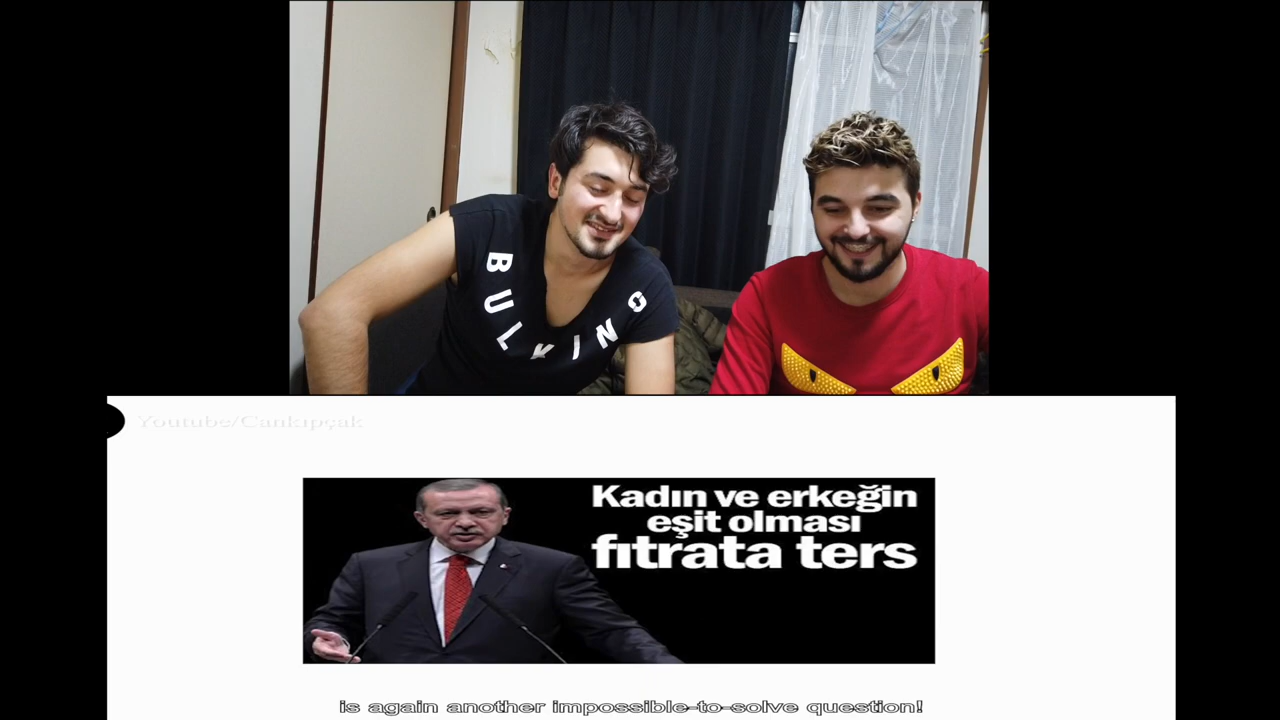 BULKING
Youtube/Cankıpçak
Kadın ve erkeğin
eşit olması
fıtrata ters
is again another impossible-to-solve question!